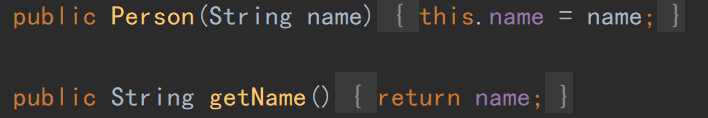 public Person(String name) { this.name = name; }
public String getName() { return name; }